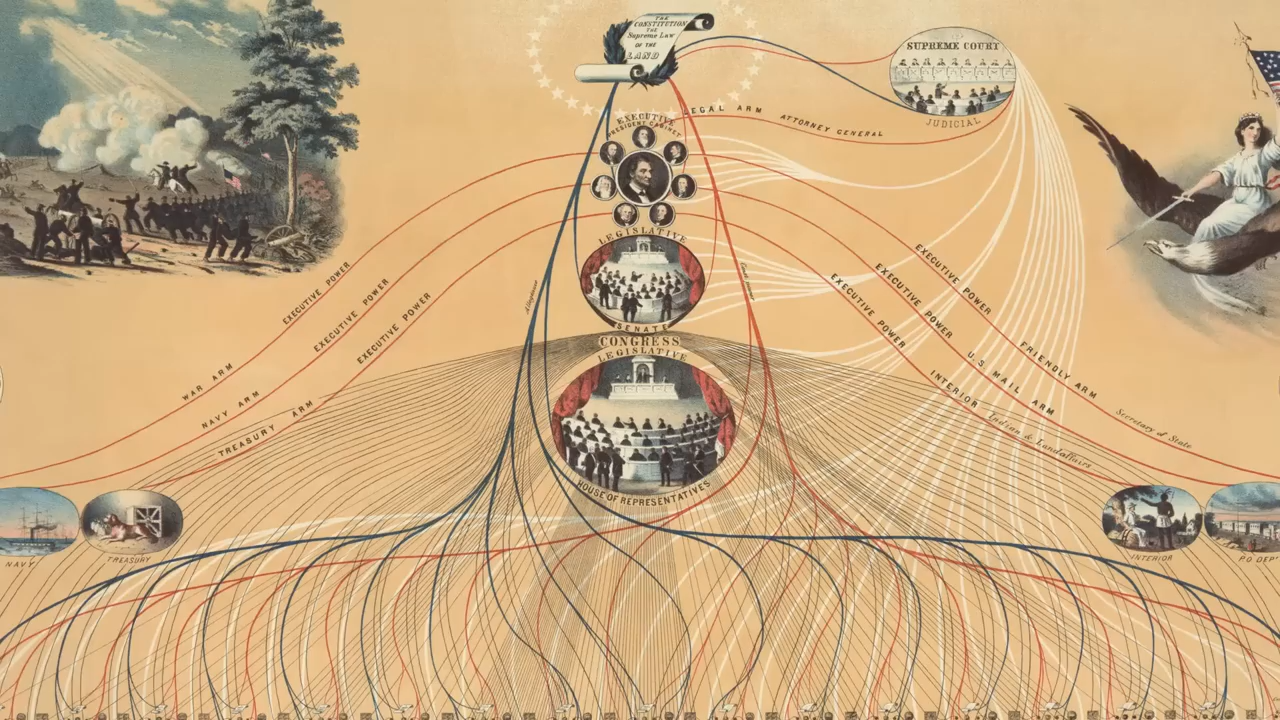 THE
CONSTITUTION
THE
Supreme Law
OF THE
LAND
SUPREME COURT
JUDICIAL
LEGAL ARM ATTORNEY GENERAL
EXECUTIVE
PRESIDENT CABINET
LEGISLATIVE
SENATE
CONGRESS
LEGISLATIVE
HOUSE OF REPRESENTATIVES
EXECUTIVE POWER
WAR ARM
EXECUTIVE POWER
NAVY ARM
EXECUTIVE POWER
TREASURY ARM
Allegiance
EXECUTIVE POWER
FRIENDLY ARM
Secretary of State
EXECUTIVE POWER
U.S. MAIL ARM
EXECUTIVE POWER
INTERIOR
Indian & Land affairs
NAVY
TREASURY
INTERIOR
P.O DEP'